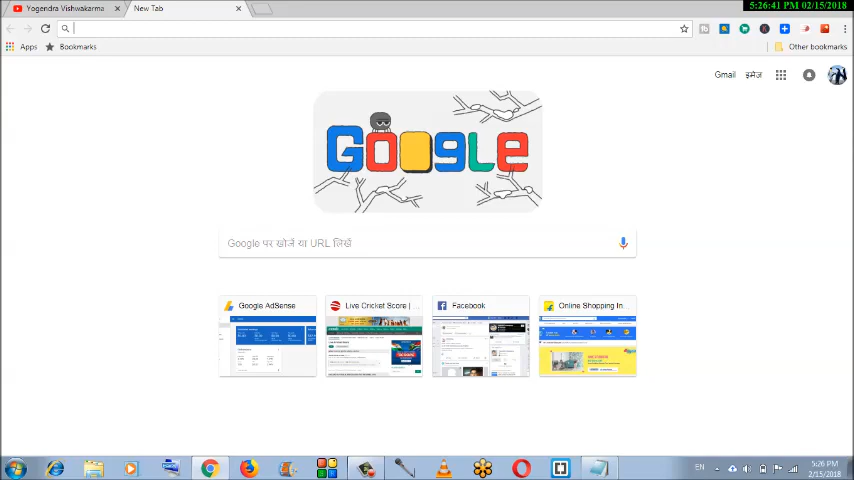 5:26:41 PM 02/15/2018
Yogendra Vishwakarma
New Tab
Apps
Bookmarks
Other bookmarks
Gmail
इमेज
Google
Google पर खोजें या URL लिखें
Google AdSense
Live Cricket Score | ...
Facebook
Online Shopping In...
EN
5:26 PM
2/15/2018